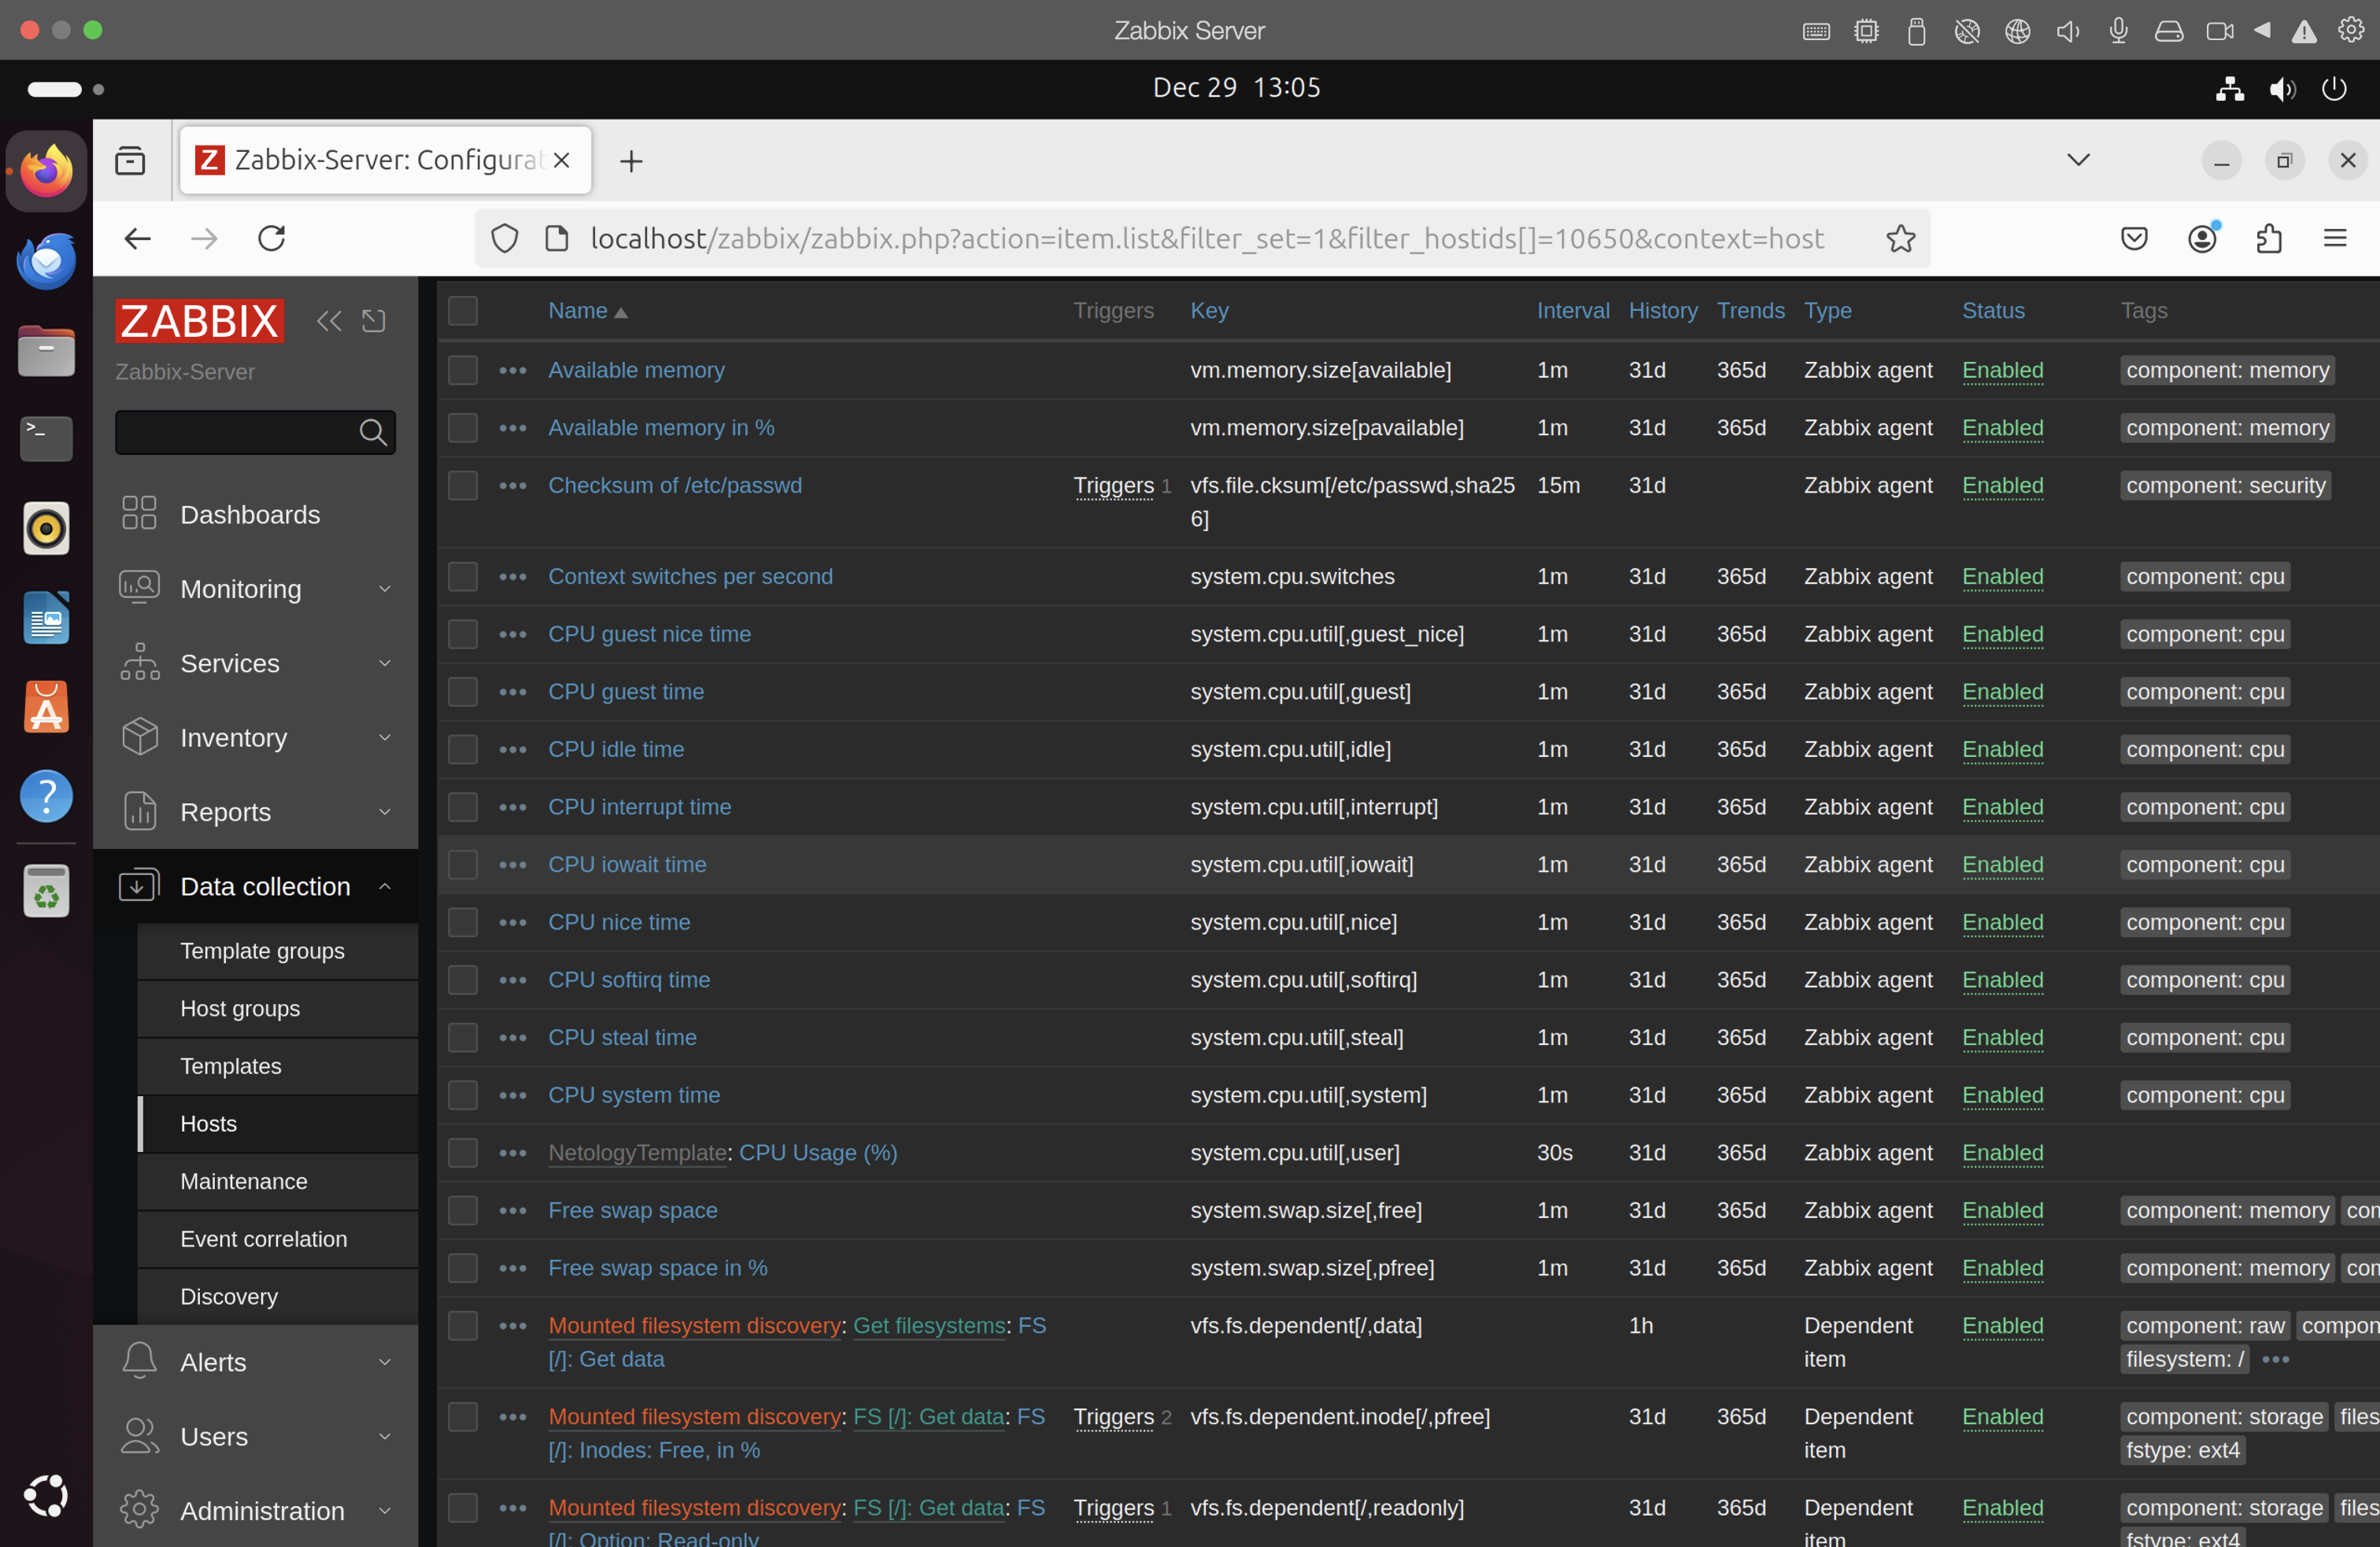 Zabbix Server
Dec 29 13:05
Zabbix-Server: Configurat
localhost/zabbix/zabbix.php?action=item.list&filter_set=1&filter_hostids[]=10650&context=host
ZABBIX
Zabbix-Server
Dashboards
Monitoring
Services
Inventory
Reports
Data collection
Template groups
Host groups
Templates
Hosts
Maintenance
Event correlation
Discovery
Alerts
Users
Administration
Name Triggers Key Interval History Trends Type Status Tags
Available memory vm.memory.size[available] 1m 31d 365d Zabbix agent Enabled component: memory
Available memory in % vm.memory.size[pavailable] 1m 31d 365d Zabbix agent Enabled component: memory
Checksum of /etc/passwd Triggers 1 vfs.file.cksum[/etc/passwd,sha25 15m 31d Zabbix agent Enabled component: security
6]
Context switches per second system.cpu.switches 1m 31d 365d Zabbix agent Enabled component: cpu
CPU guest nice time system.cpu.util[,guest_nice] 1m 31d 365d Zabbix agent Enabled component: cpu
CPU guest time system.cpu.util[,guest] 1m 31d 365d Zabbix agent Enabled component: cpu
CPU idle time system.cpu.util[,idle] 1m 31d 365d Zabbix agent Enabled component: cpu
CPU interrupt time system.cpu.util[,interrupt] 1m 31d 365d Zabbix agent Enabled component: cpu
CPU iowait time system.cpu.util[,iowait] 1m 31d 365d Zabbix agent Enabled component: cpu
CPU nice time system.cpu.util[,nice] 1m 31d 365d Zabbix agent Enabled component: cpu
CPU softirq time system.cpu.util[,softirq] 1m 31d 365d Zabbix agent Enabled component: cpu
CPU steal time system.cpu.util[,steal] 1m 31d 365d Zabbix agent Enabled component: cpu
CPU system time system.cpu.util[,system] 1m 31d 365d Zabbix agent Enabled component: cpu
NetologyTemplate: CPU Usage (%) system.cpu.util[,user] 30s 31d 365d Zabbix agent Enabled
Free swap space system.swap.size[,free] 1m 31d 365d Zabbix agent Enabled component: memory com
Free swap space in % system.swap.size[,pfree] 1m 31d 365d Zabbix agent Enabled component: memory com
Mounted filesystem discovery: Get filesystems: FS vfs.fs.dependent[/,data] 1h Dependent Enabled component: raw compon
[/]: Get data item filesystem: /
Mounted filesystem discovery: FS [/]: Get data: FS Triggers 2 vfs.fs.dependent.inode[/,pfree] 31d 365d Dependent Enabled component: storage files
[/]: Inodes: Free, in % item fstype: ext4
Mounted filesystem discovery: FS [/]: Get data: FS Triggers 1 vfs.fs.dependent[/,readonly] 31d 365d Dependent Enabled component: storage files
[/]: Option: Read-only item fstype: ext4